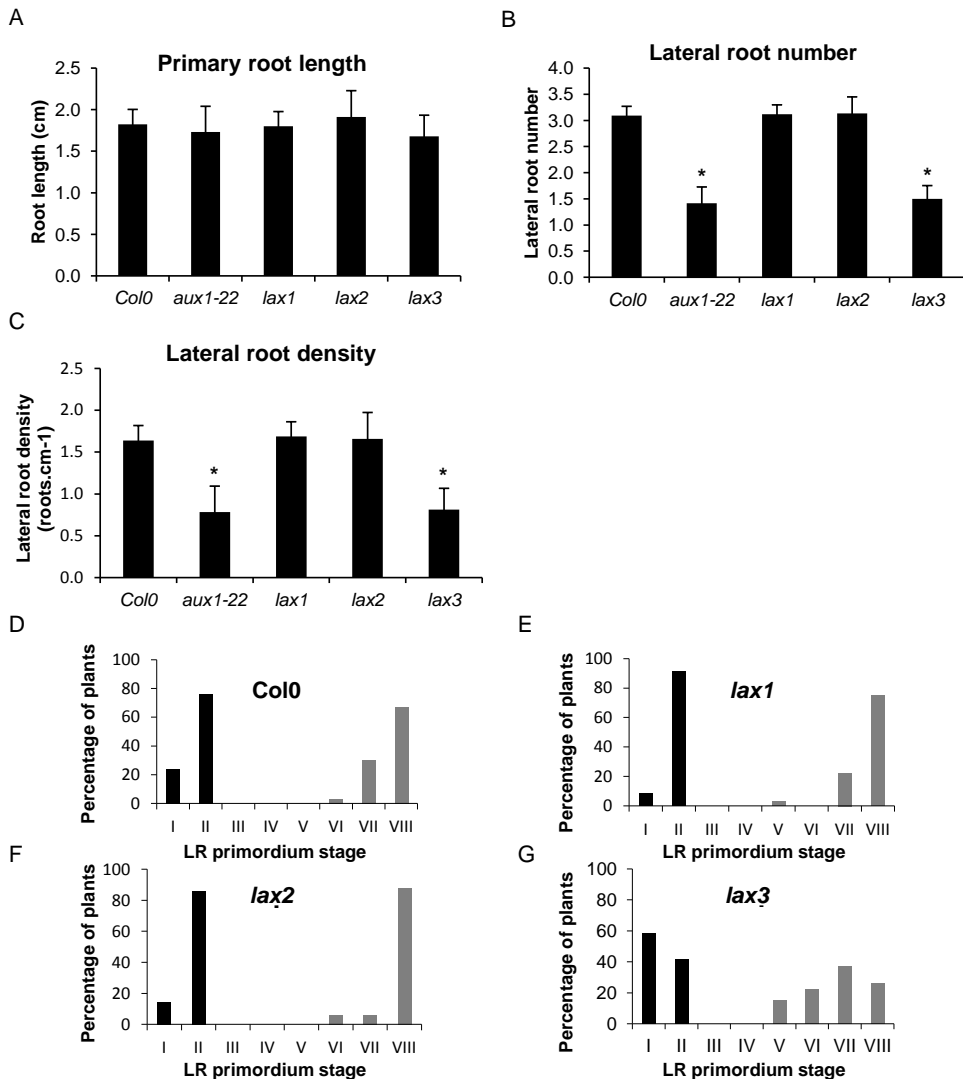 A
Primary root length
Root length (cm)
2.5
2.0
1.5
1.0
0.5
0.0
Col0 aux1-22 lax1 lax2 lax3
B
Lateral root number
Lateral root number
4.0
3.5
3.0
2.5
2.0
1.5
1.0
0.5
0.0
* *
Col0 aux1-22 lax1 lax2 lax3
C
Lateral root density
Lateral root density
(roots.cm-1)
2.5
2.0
1.5
1.0
0.5
0.0
* *
Col0 aux1-22 lax1 lax2 lax3
D
Col0
Percentage of plants
100
80
60
40
20
0
I II III IV V VI VII VIII
LR primordium stage
E
lax1
Percentage of plants
100
80
60
40
20
0
I II III IV V VI VII VIII
LR primordium stage
F
lax2
Percentage of plants
100
80
60
40
20
0
I II III IV V VI VII VIII
LR primordium stage
G
lax3
Percentage of plants
100
80
60
40
20
0
I II III IV V VI VII VIII
LR primordium stage